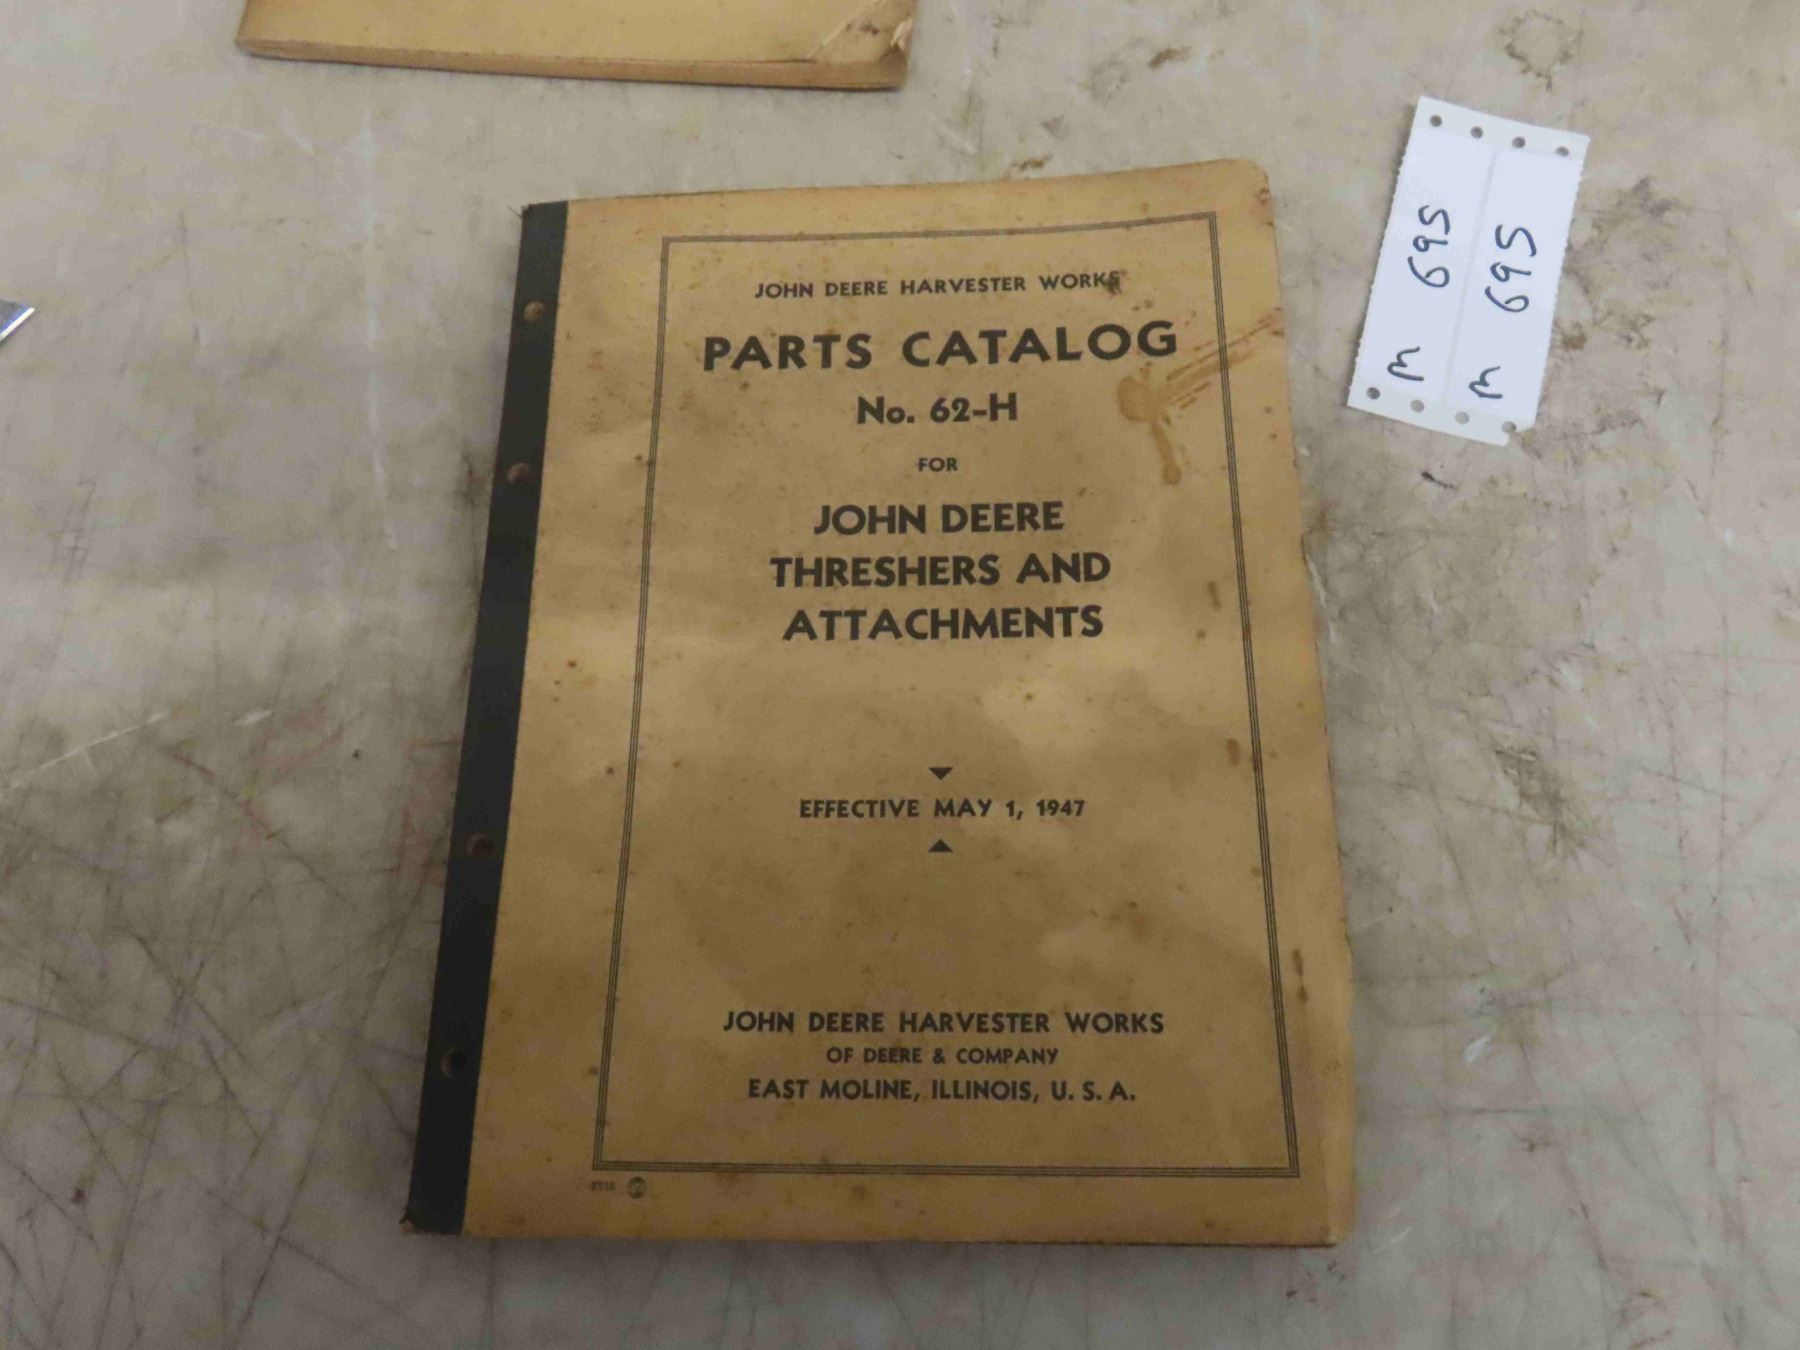 JOHN DEERE HARVESTER WORKS
PARTS CATALOG
No. 62-H
FOR
JOHN DEERE
THRESHERS AND
ATTACHMENTS
EFFECTIVE MAY 1, 1947
JOHN DEERE HARVESTER WORKS
OF DEERE & COMPANY
EAST MOLINE, ILLINOIS, U. S. A.
M 695
M 695